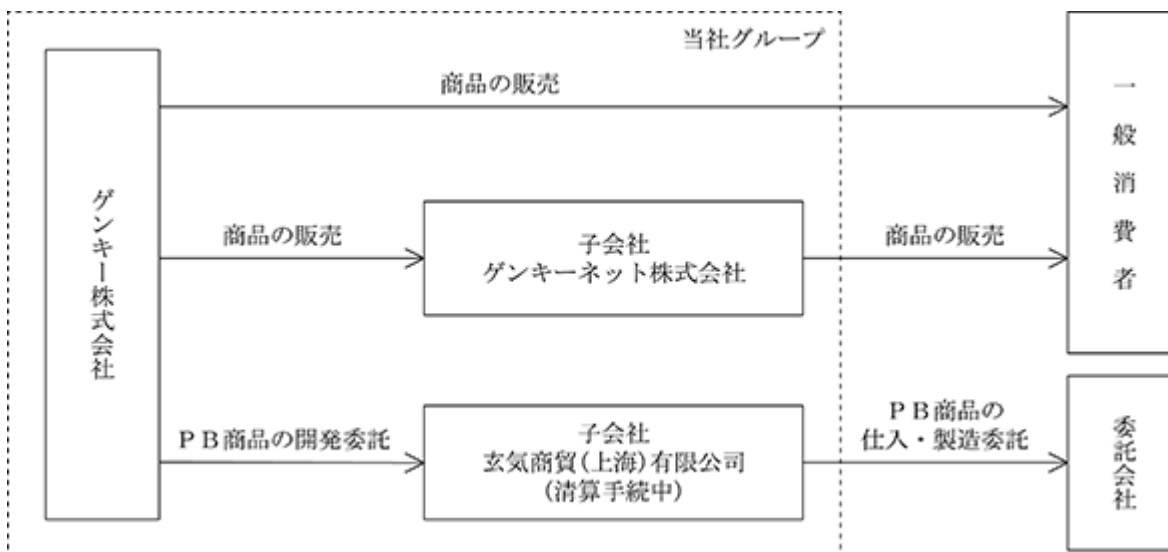 当社グループ
商品の販売
ゲンキー株式会社
一般消費者
商品の販売
子会社
ゲンキーネット株式会社
商品の販売
ＰＢ商品の開発委託
子会社
玄気商貿(上海)有限公司
(清算手続中)
ＰＢ商品の
仕入・製造委託
委託会社